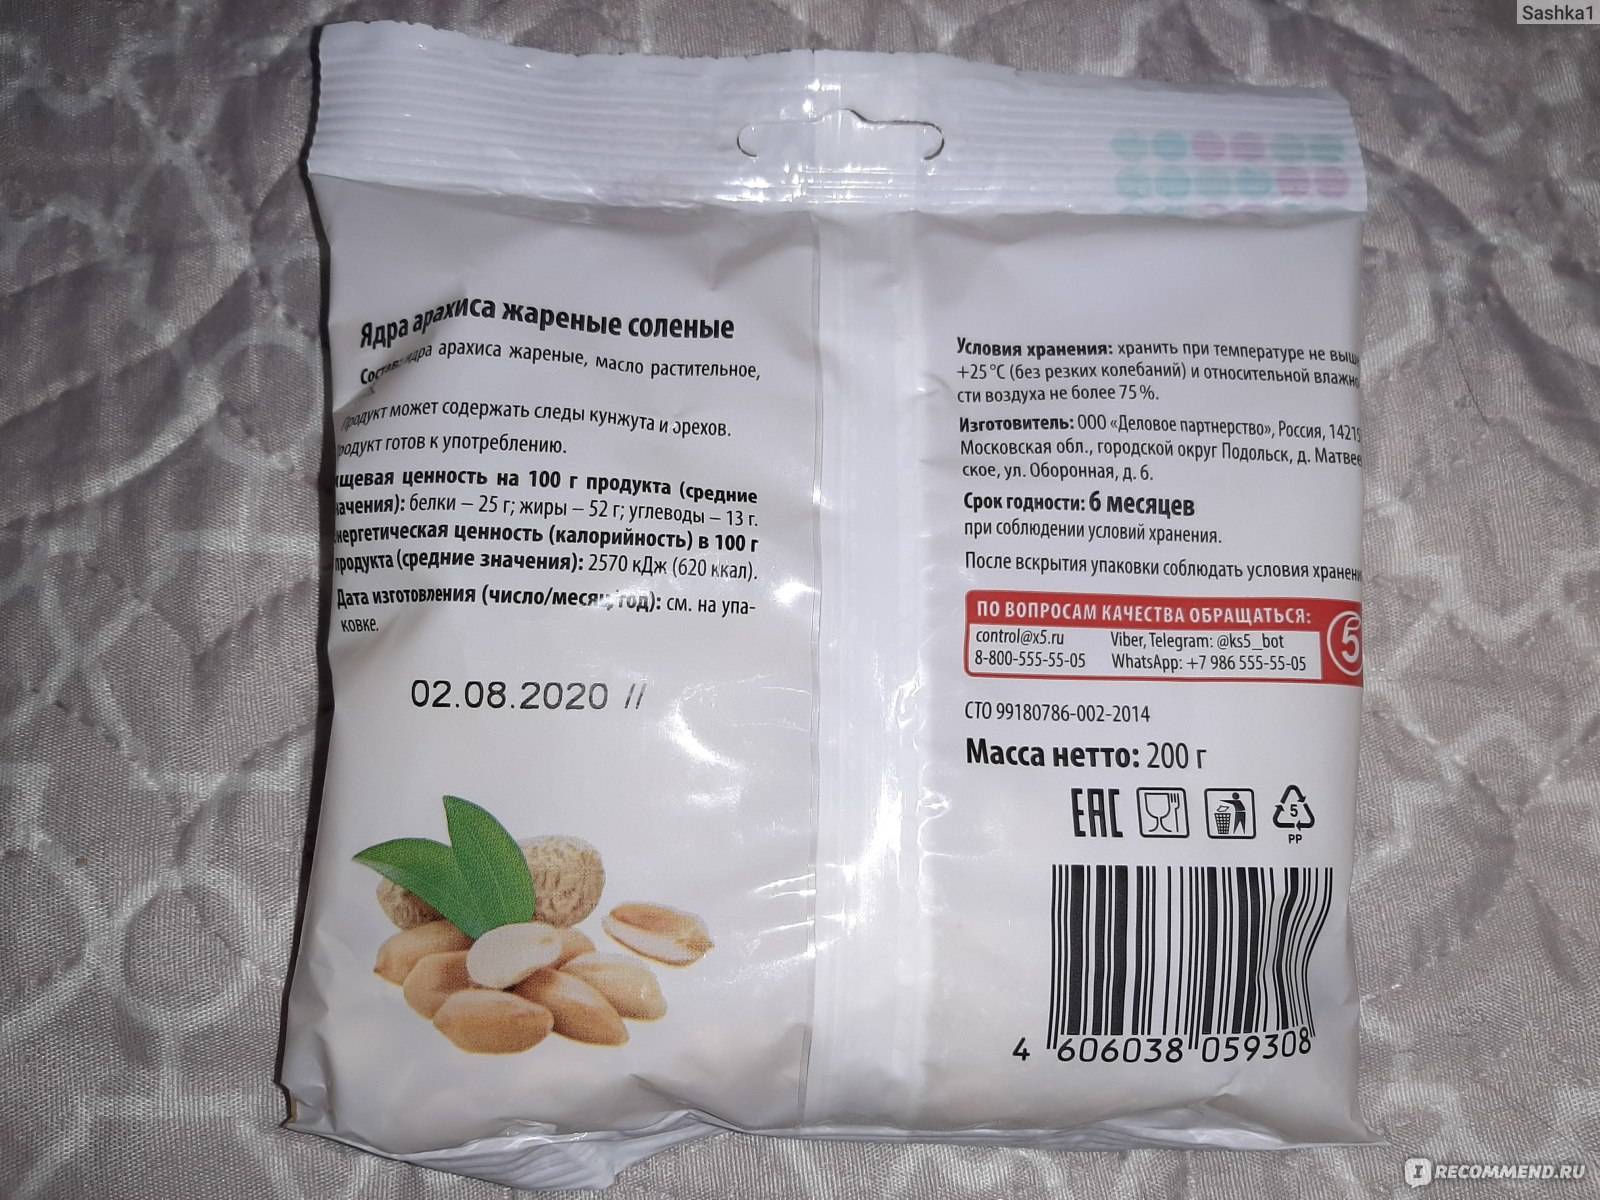 Sashka1
Ядра арахиса жареные соленые
Состав: ядра арахиса жареные, масло растительное,
Продукт может содержать следы кунжута и орехов.
Продукт готов к употреблению.
ищевая ценность на 100 г продукта (средние
начения): белки – 25 г; жиры – 52 г; углеводы – 13 г.
нергетическая ценность (калорийность) в 100 г
продукта (средние значения): 2570 кДж (620 ккал).
Дата изготовления (число/месяц/год): см. на упа-
ковке.
02.08.2020 //
Условия хранения: хранить при температуре не выш
+25 °C (без резких колебаний) и относительной влажно
сти воздуха не более 75 %.
Изготовитель: ООО «Деловое партнерство», Россия, 14215
Московская обл., городской округ Подольск, д. Матвее
ское, ул. Оборонная, д. 6.
Срок годности: 6 месяцев
при соблюдении условий хранения.
После вскрытия упаковки соблюдать условия хранени
ПО ВОПРОСАМ КАЧЕСТВА ОБРАЩАТЬСЯ:
control@x5.ru Viber, Telegram: @ks5_bot
8-800-555-55-05 WhatsApp: +7 986 555-55-05
5
СТО 99180786-002-2014
Масса нетто: 200 г
EAC
5
PP
4 606038 059308
IRECOMMEND.RU